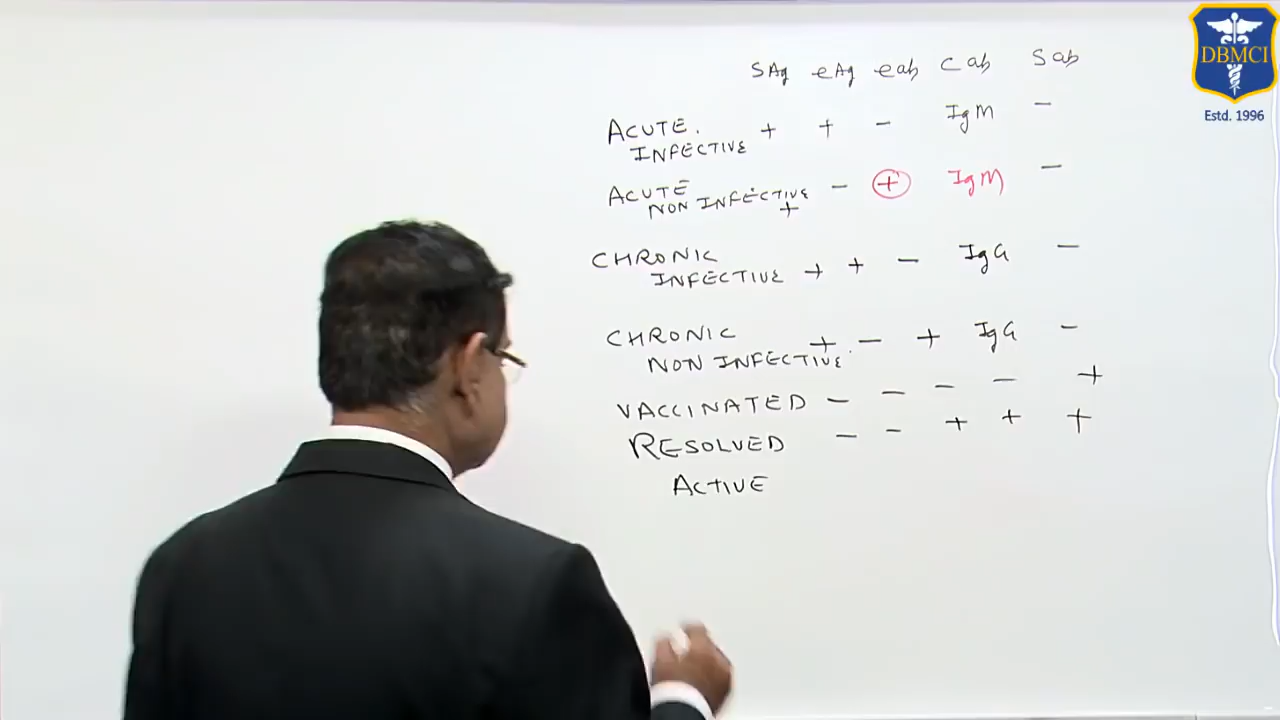 DBMCI
Estd. 1996
SAg eAg eab Cab Sab
ACUTE. + + - IgM -
INFECTIVE
ACUTE - + IgM -
NON INFECTIVE
+
CHRONIC IgG -
INFECTIVE + + -
CHRONIC + - + IgG -
NON INFECTIVE
VACCINATED - - - - +
RESOLVED - - + + +
ACTIVE